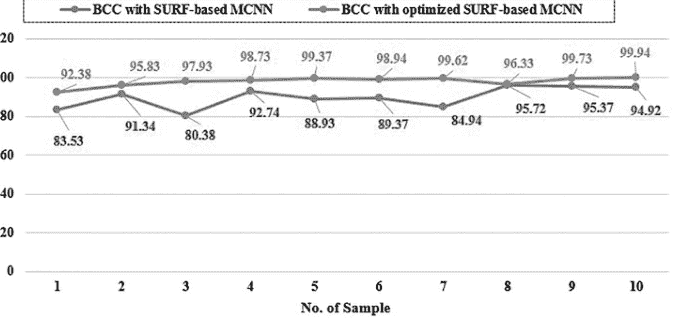 BCC with SURF-based MCNN BCC with optimized SURF-based MCNN
20
92.38 95.83 97.93 98.73 99.37 98.94 99.62 96.33 99.73 99.94
00
80
83.53 91.34 80.38 92.74 88.93 89.37 84.94 95.72 95.37 94.92
60
40
20
0
1 2 3 4 5 6 7 8 9 10
No. of Sample